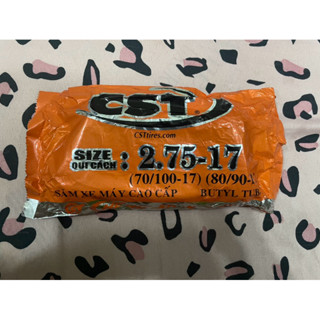 CST
CSTtires.com
SIZE
QUI CÁCH : 2.75-17
(70/100-17) (80/90-
SĂM XE MÁY CAO CẤP BUTYL